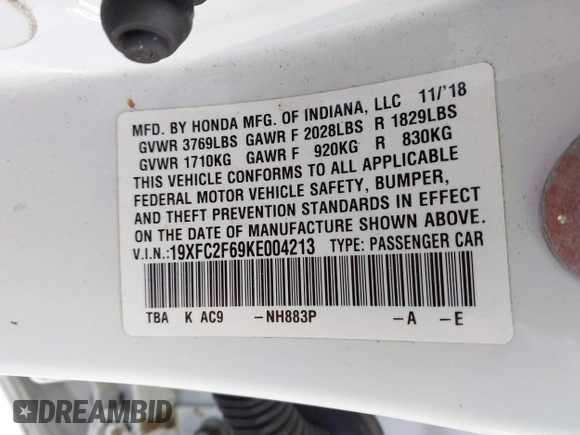 MFD. BY HONDA MFG. OF INDIANA, LLC 11/'18
GVWR 3769LBS GAWR F 2028LBS R 1829LBS
GVWR 1710KG GAWR F 920KG R 830KG
THIS VEHICLE CONFORMS TO ALL APPLICABLE
FEDERAL MOTOR VEHICLE SAFETY, BUMPER,
AND THEFT PREVENTION STANDARDS IN EFFECT
ON THE DATE OF MANUFACTURE SHOWN ABOVE.
V.I.N.:19XFC2F69KE004213 TYPE: PASSENGER CAR
TBA K AC9 -NH883P -A -E
DREAMBID